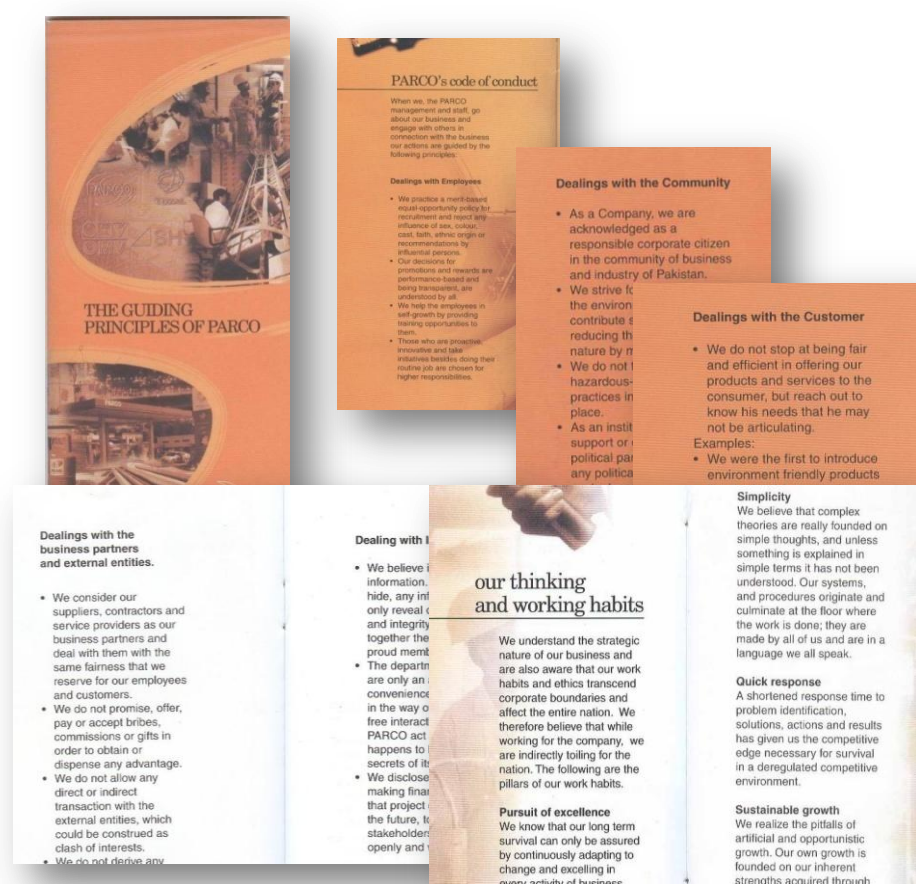 THE GUIDING
PRINCIPLES OF PARCO
PARCO's code of conduct
When we, the PARCO
management and staff, go
about our business and
engage with others in
connection with the business
our actions are guided by the
following principles:
Dealings with Employees
• We practice a merit-based
equal-opportunity policy for
recruitment and reject any
influence of sex, colour,
cast, faith, ethnic origin or
recommendations by
influential persons.
• Our decisions for
promotions and rewards are
performance-based and
being transparent, are
understood by all.
• We help the employees in
self-growth by providing
training opportunities to
them.
• Those who are proactive,
innovative and take
initiatives besides doing their
routine job are chosen for
higher responsibilities.
Dealings with the Community
• As a Company, we are
acknowledged as a
responsible corporate citizen
in the community of business
and industry of Pakistan.
• We strive
the
contribute
reducing
nature by
• We do not
hazardous-
practices in
place.
• As an
support or
political
any
Dealings with the Customer
• We do not stop at being fair
and efficient in offering our
products and services to the
consumer, but reach out to
know his needs that he may
not be articulating.
Examples:
• We were the first to introduce
environment friendly products
Dealings with the
business partners
and external entities.
• We consider our
suppliers, contractors and
service providers as our
business partners and
deal with them with the
same fairness that we
reserve for our employees
and customers.
• We do not promise, offer,
pay or accept bribes,
commissions or gifts in
order to obtain or
dispense any advantage.
• We do not allow any
direct or indirect
transaction with the
external entities, which
could be construed as
clash of interests.
• We do not derive any
Dealing with
• We believe
information.
hide, any
only reveal
and integrity
together
proud
• The
are only an
convenience
in the way
free
PARCO act
happens to
secrets of
• We disclose
making
that project
the future,
stakeholders
openly and
our thinking
and working habits
We understand the strategic
nature of our business and
are also aware that our work
habits and ethics transcend
corporate boundaries and
affect the entire nation. We
therefore believe that while
working for the company, we
are indirectly toiling for the
nation. The following are the
pillars of our work habits.
Pursuit of excellence
We know that our long term
survival can only be assured
by continuously adapting to
change and excelling in
every activity of business
Simplicity
We believe that complex
theories are really founded on
simple thoughts, and unless
something is explained in
simple terms it has not been
understood. Our systems,
and procedures originate and
culminate at the floor where
the work is done; they are
made by all of us and are in a
language we all speak.
Quick response
A shortened response time to
problem identification,
solutions, actions and results
has given us the competitive
edge necessary for survival
in a deregulated competitive
environment.
Sustainable growth
We realize the pitfalls of
artificial and opportunistic
growth. Our own growth is
founded on our inherent
strengths acquired through